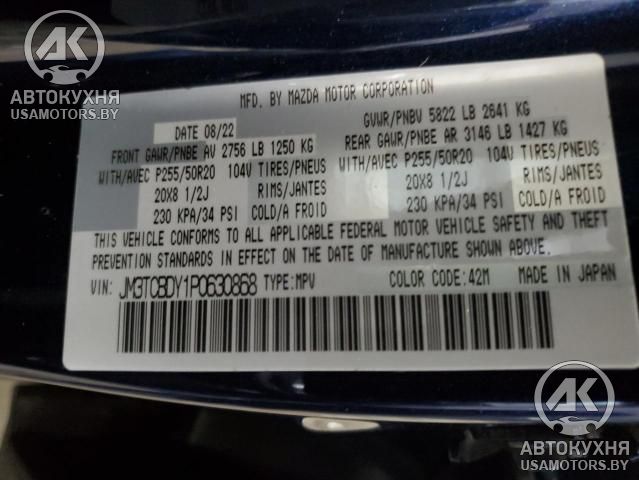 AK
АВТОКУХНЯ
USAMOTORS.BY
MFD. BY MAZDA MOTOR CORPORATION
DATE 08/22 GVWR/PNBV 5822 LB 2641 KG
FRONT GAWR/PNBE AV 2756 LB 1250 KG REAR GAWR/PNBE AR 3146 LB 1427 KG
WITH/AVEC P255/50R20 104V TIRES/PNEUS WITH/AVEC P255/50R20 104V TIRES/PNEUS
20X8 1/2J RIMS/JANTES 20X8 1/2J RIMS/JANTES
230 KPA/34 PSI COLD/A FROID 230 KPA/34 PSI COLD/A FROID
THIS VEHICLE CONFORMS TO ALL APPLICABLE FEDERAL MOTOR VEHICLE SAFETY AND THEFT
PREVENTION STANDARDS IN EFFECT ON THE DATE OF MANUFACTURE SHOWN ABOVE.
VIN: JM3TCBDY1P0630868 TYPE: MPV COLOR CODE: 42M MADE IN JAPAN
AK
АВТОКУХНЯ
USAMOTORS.BY